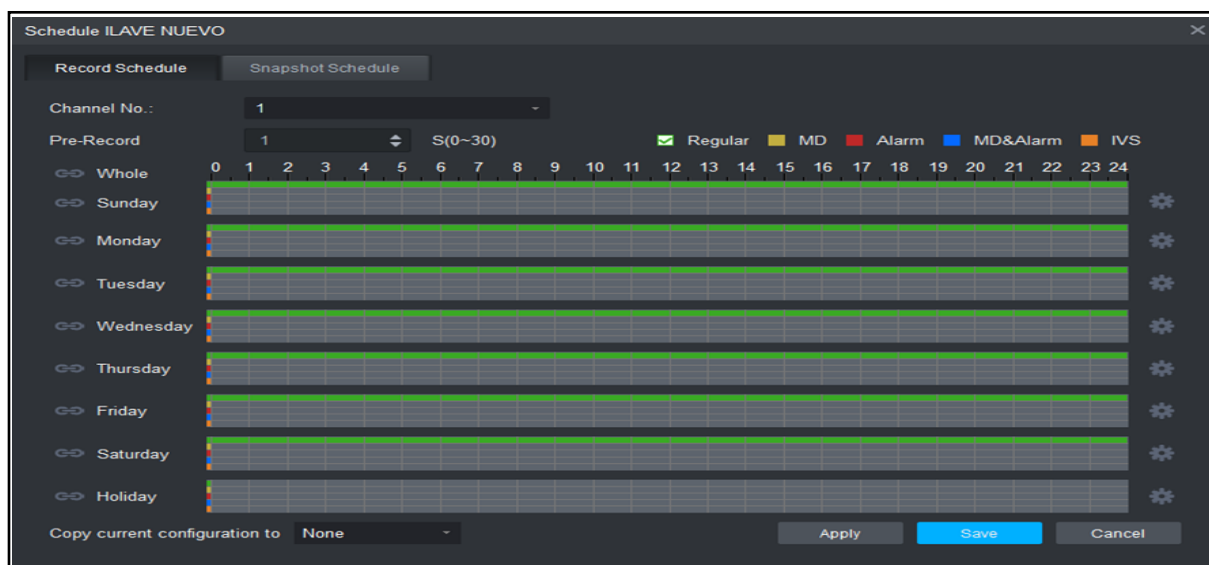 Schedule ILAVE NUEVO
Record Schedule Snapshot Schedule
Channel No.: 1
Pre-Record 1 S(0~30) Regular MD Alarm MD&Alarm IVS
Whole 0 1 2 3 4 5 6 7 8 9 10 11 12 13 14 15 16 17 18 19 20 21 22 23 24
Sunday
Monday
Tuesday
Wednesday
Thursday
Friday
Saturday
Holiday
Copy current configuration to None Apply Save Cancel